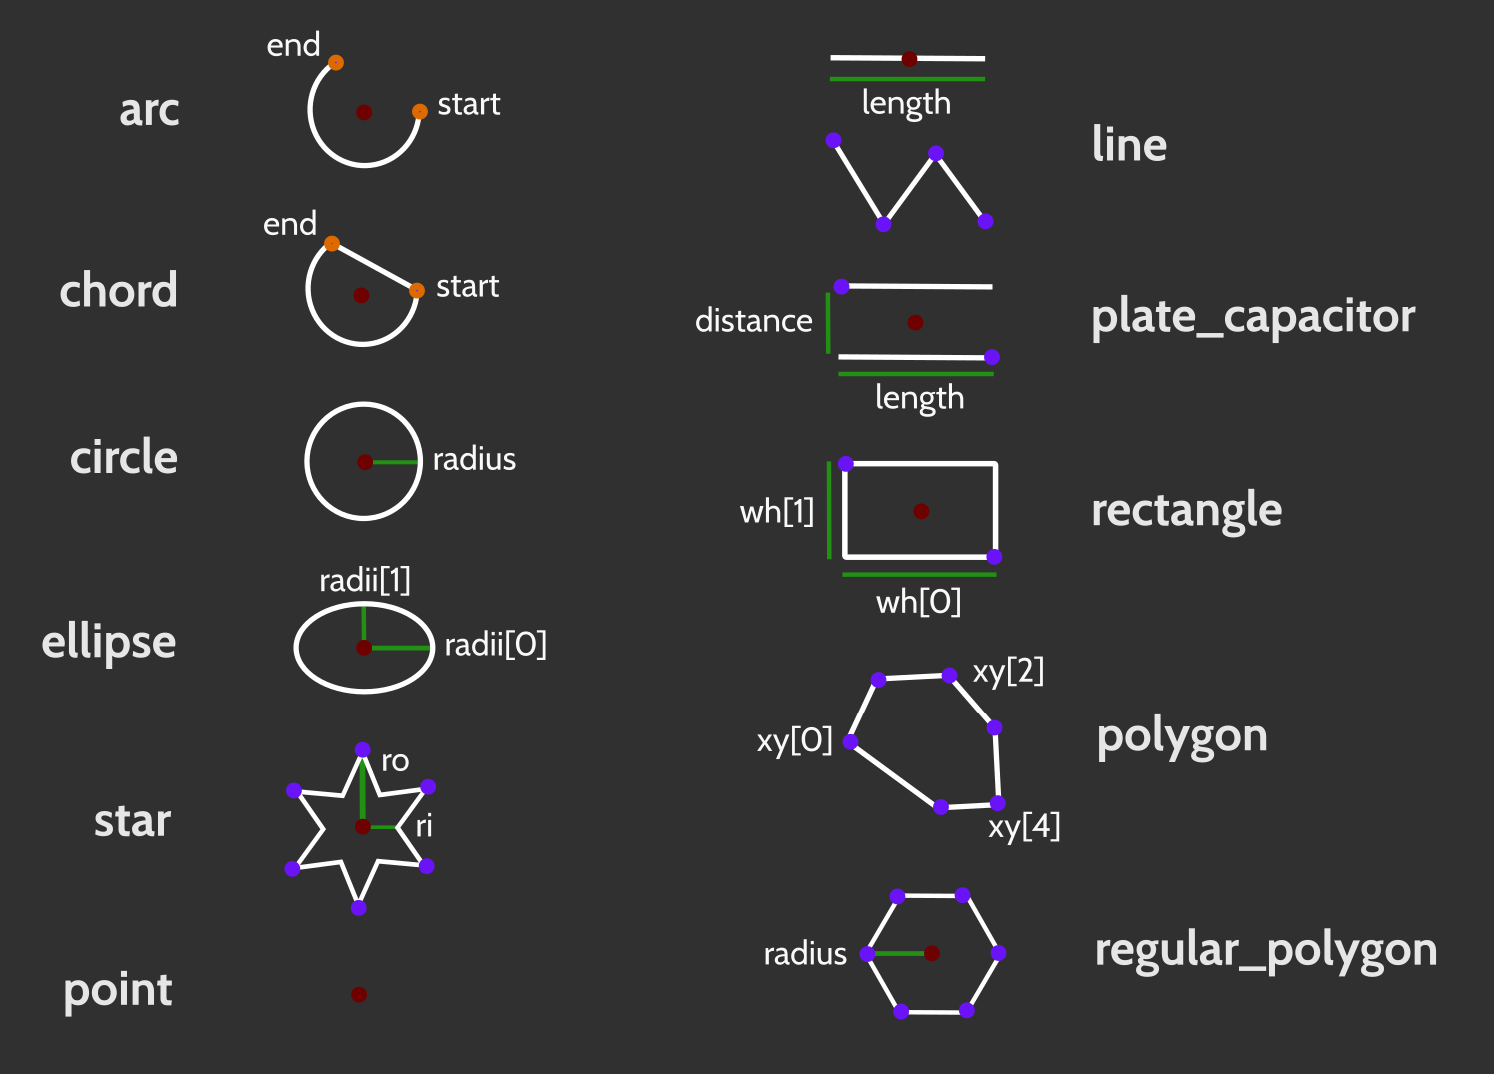 end
arc
start
end
chord
start
circle
radius
radii[1]
ellipse
radii[0]
ro
star
ri
point
length
line
distance
plate_capacitor
length
wh[1]
rectangle
wh[0]
xy[2]
xy[0]
polygon
xy[4]
radius
regular_polygon